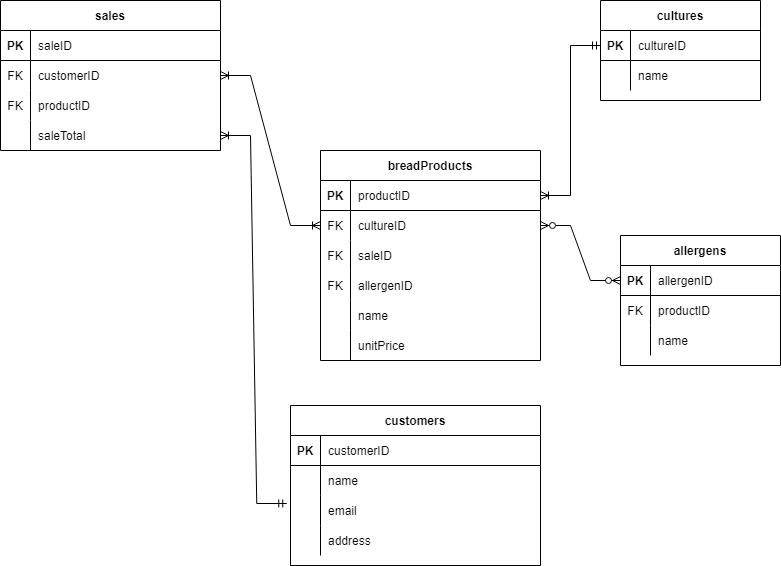 sales
PK saleID
FK customerID
FK productID
saleTotal
cultures
PK cultureID
name
breadProducts
PK productID
FK cultureID
FK saleID
FK allergenID
name
unitPrice
allergens
PK allergenID
FK productID
name
customers
PK customerID
name
email
address